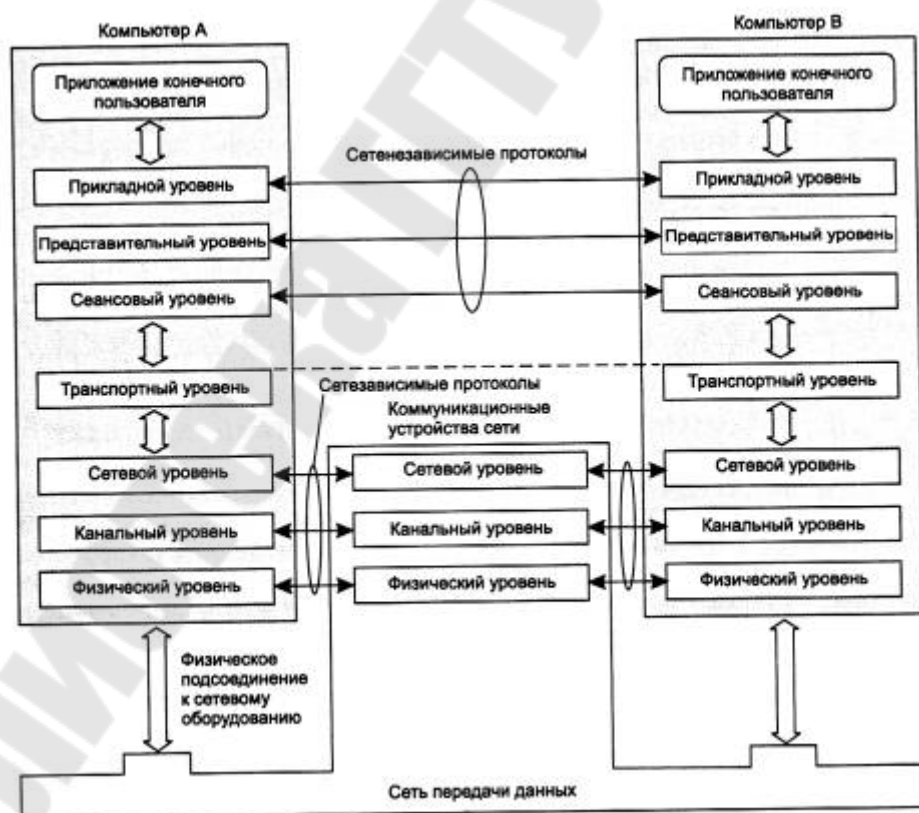 Компьютер A
Компьютер B
Приложение конечного
пользователя
Приложение конечного
пользователя
Сетенезависимые протоколы
Прикладной уровень
Прикладной уровень
Представительный уровень
Представительный уровень
Сеансовый уровень
Сеансовый уровень
Транспортный уровень
Сетезависимые протоколы
Транспортный уровень
Коммуникационные
устройства сети
Сетевой уровень
Сетевой уровень
Сетевой уровень
Канальный уровень
Канальный уровень
Канальный уровень
Физический уровень
Физический уровень
Физический уровень
Физическое
подсоединение
к сетевому
оборудованию
Сеть передачи данных